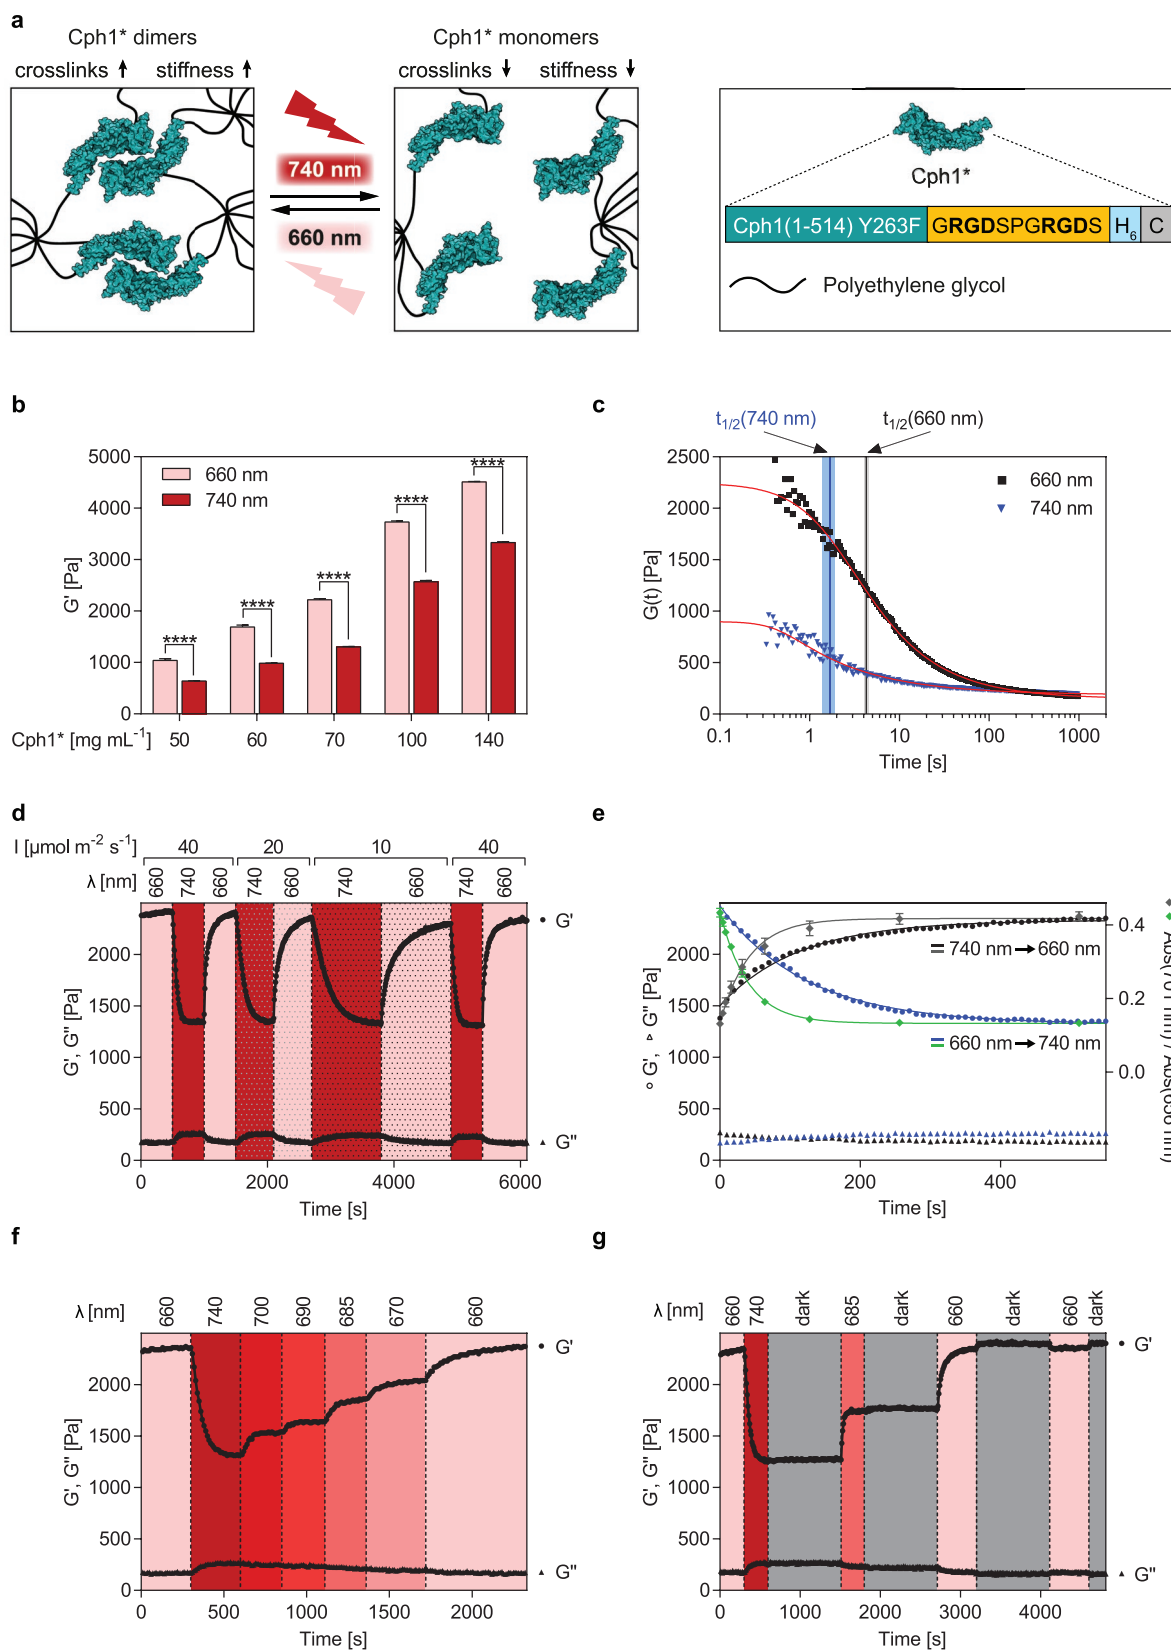 a
Cph1* dimers
crosslinks ↑ stiffness ↑
Cph1* monomers
crosslinks ↓ stiffness ↓
740 nm
660 nm
Cph1*
Cph1(1-514) Y263F GRGDSPGRGDS H6 C
Polyethylene glycol
b
5000
4000
3000
2000
1000
0
G' [Pa]
660 nm
740 nm
****
****
****
****
****
Cph1* [mg mL-1] 50 60 70 100 140
c
t1/2(740 nm) t1/2(660 nm)
2500
2000
1500
1000
500
0
G(t) [Pa]
660 nm
740 nm
0.1 1 10 100 1000
Time [s]
d
I [µmol m-2 s-1] 40 20 10 40
λ [nm] 660 740 660 740 660 740 660 740 660
2000
1500
1000
500
0
G', G" [Pa]
G'
G"
0 2000 4000 6000
Time [s]
e
2000
1500
1000
500
0
G', G" [Pa]
740 nm → 660 nm
660 nm → 740 nm
0.4
0.2
0.0
0 200 400
Time [s]
f
λ [nm] 660 740 700 690 685 670 660
2000
1500
1000
500
0
G', G" [Pa]
G'
G"
0 500 1000 1500 2000
Time [s]
g
λ [nm] 660 740 dark 685 dark 660 dark 660 dark
2000
1500
1000
500
0
G', G" [Pa]
G'
G"
0 1000 2000 3000 4000
Time [s]